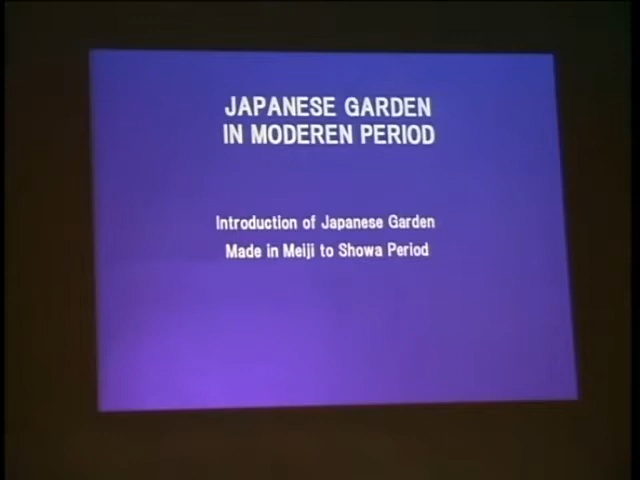 JAPANESE GARDEN
IN MODEREN PERIOD
Introduction of Japanese Garden
Made in Meiji to Showa Period